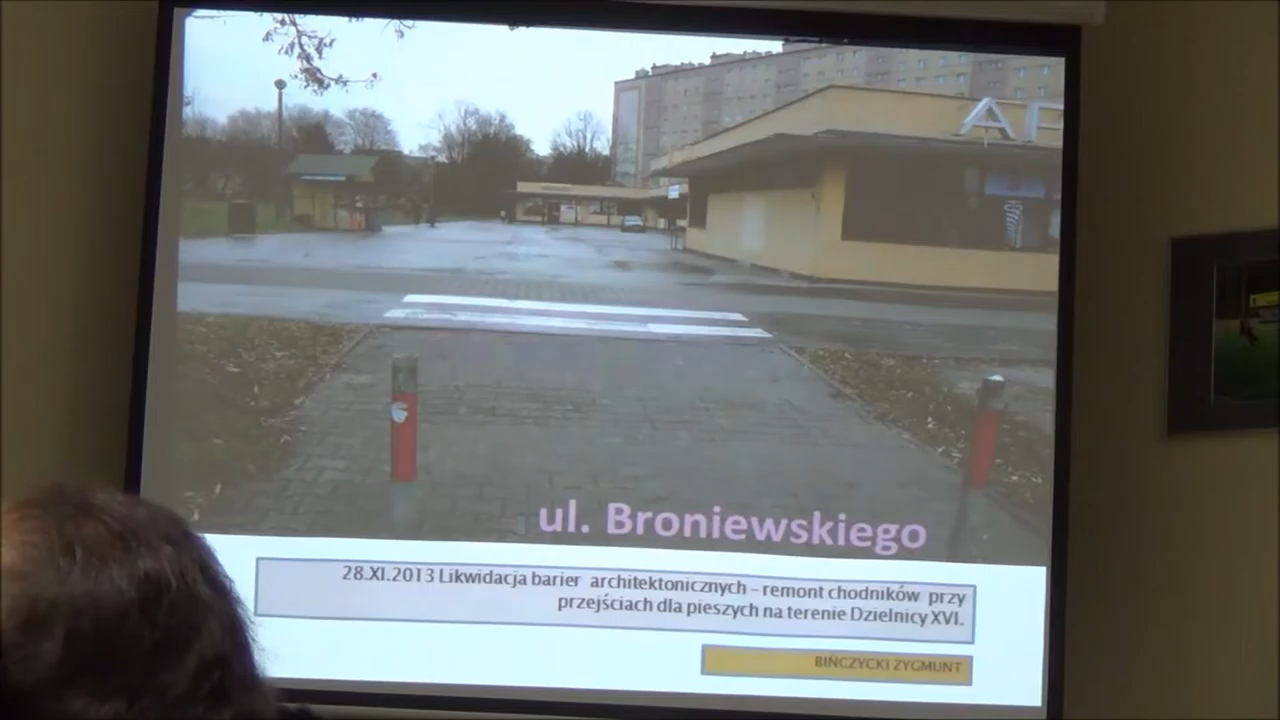 ul. Broniewskiego
28.XI.2013 Likwidacja barier architektonicznych – remont chodników przy
przejściach dla pieszych na terenie Dzielnicy XVI.
BIŃCZYCKI ZYGMUNT